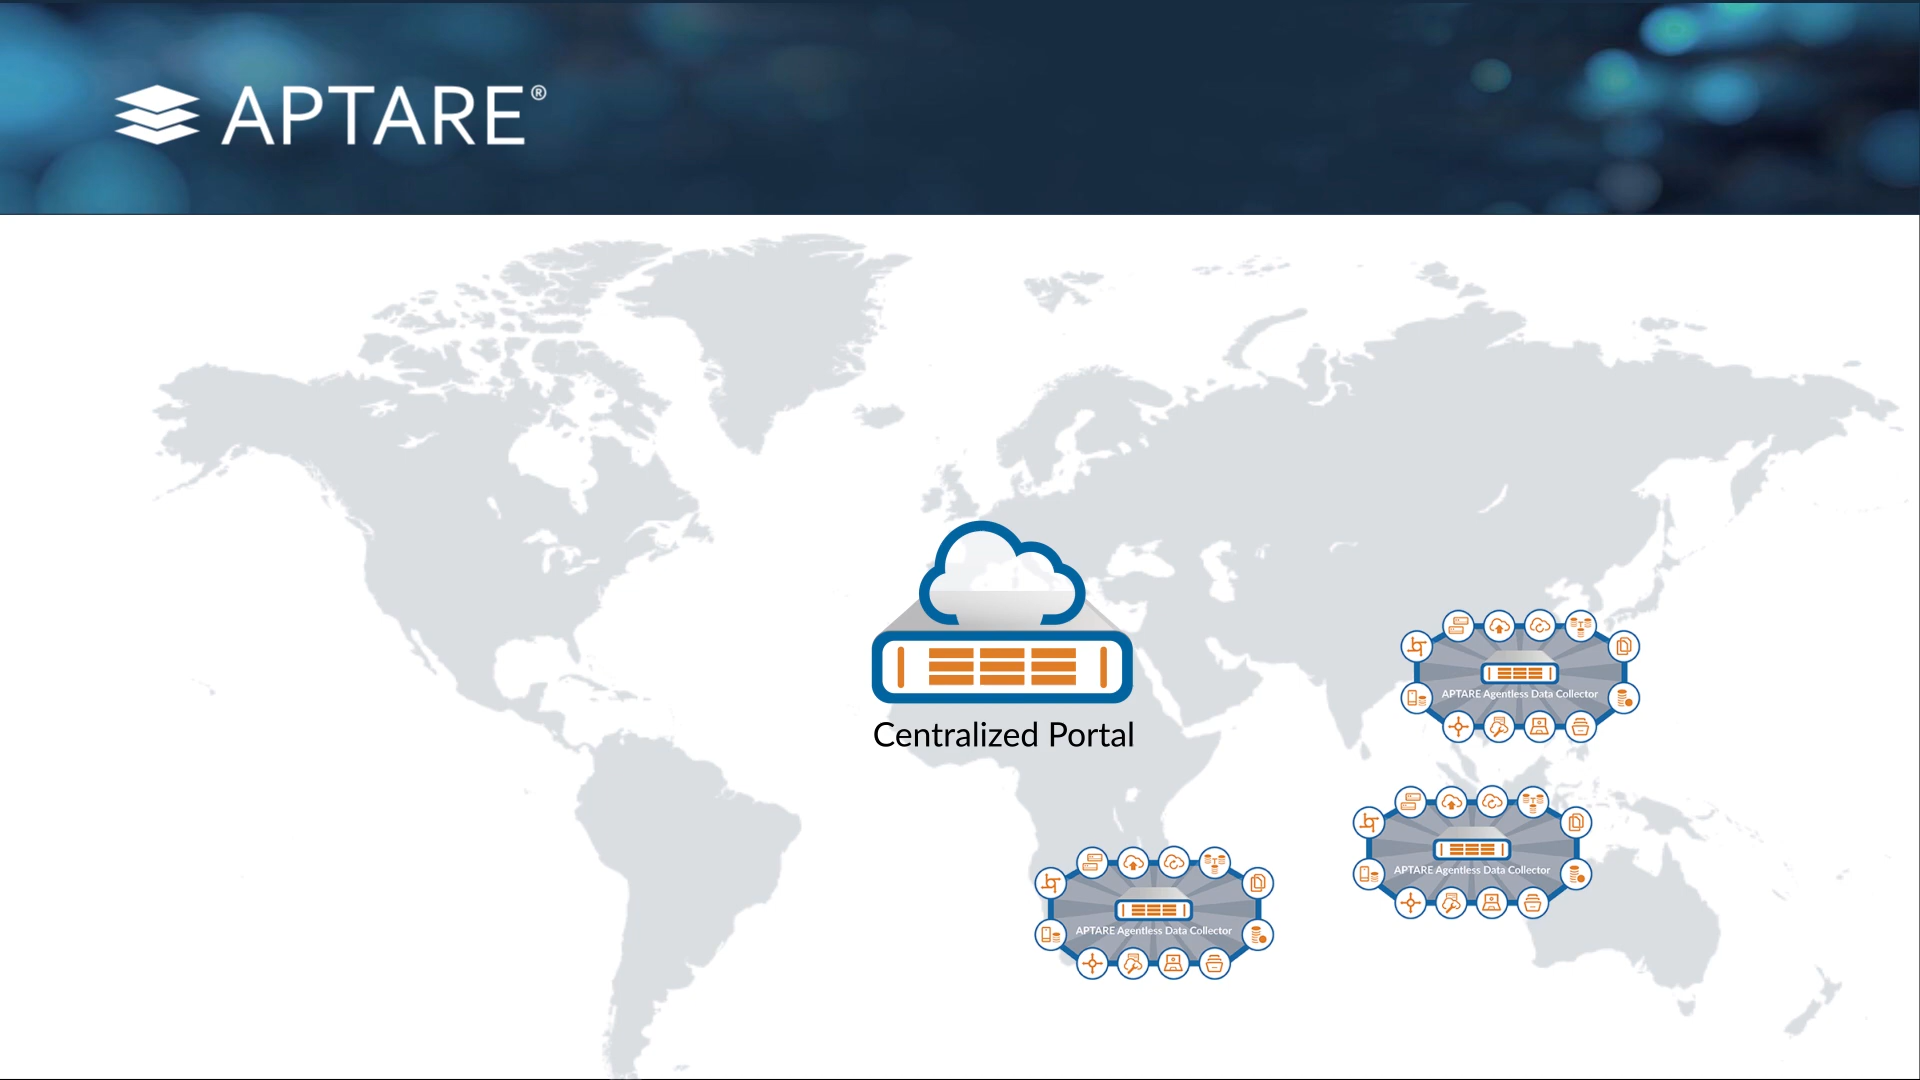 APTARE®
Centralized Portal
APTARE Agentless Data Collector
APTARE Agentless Data Collector
APTARE Agentless Data Collector